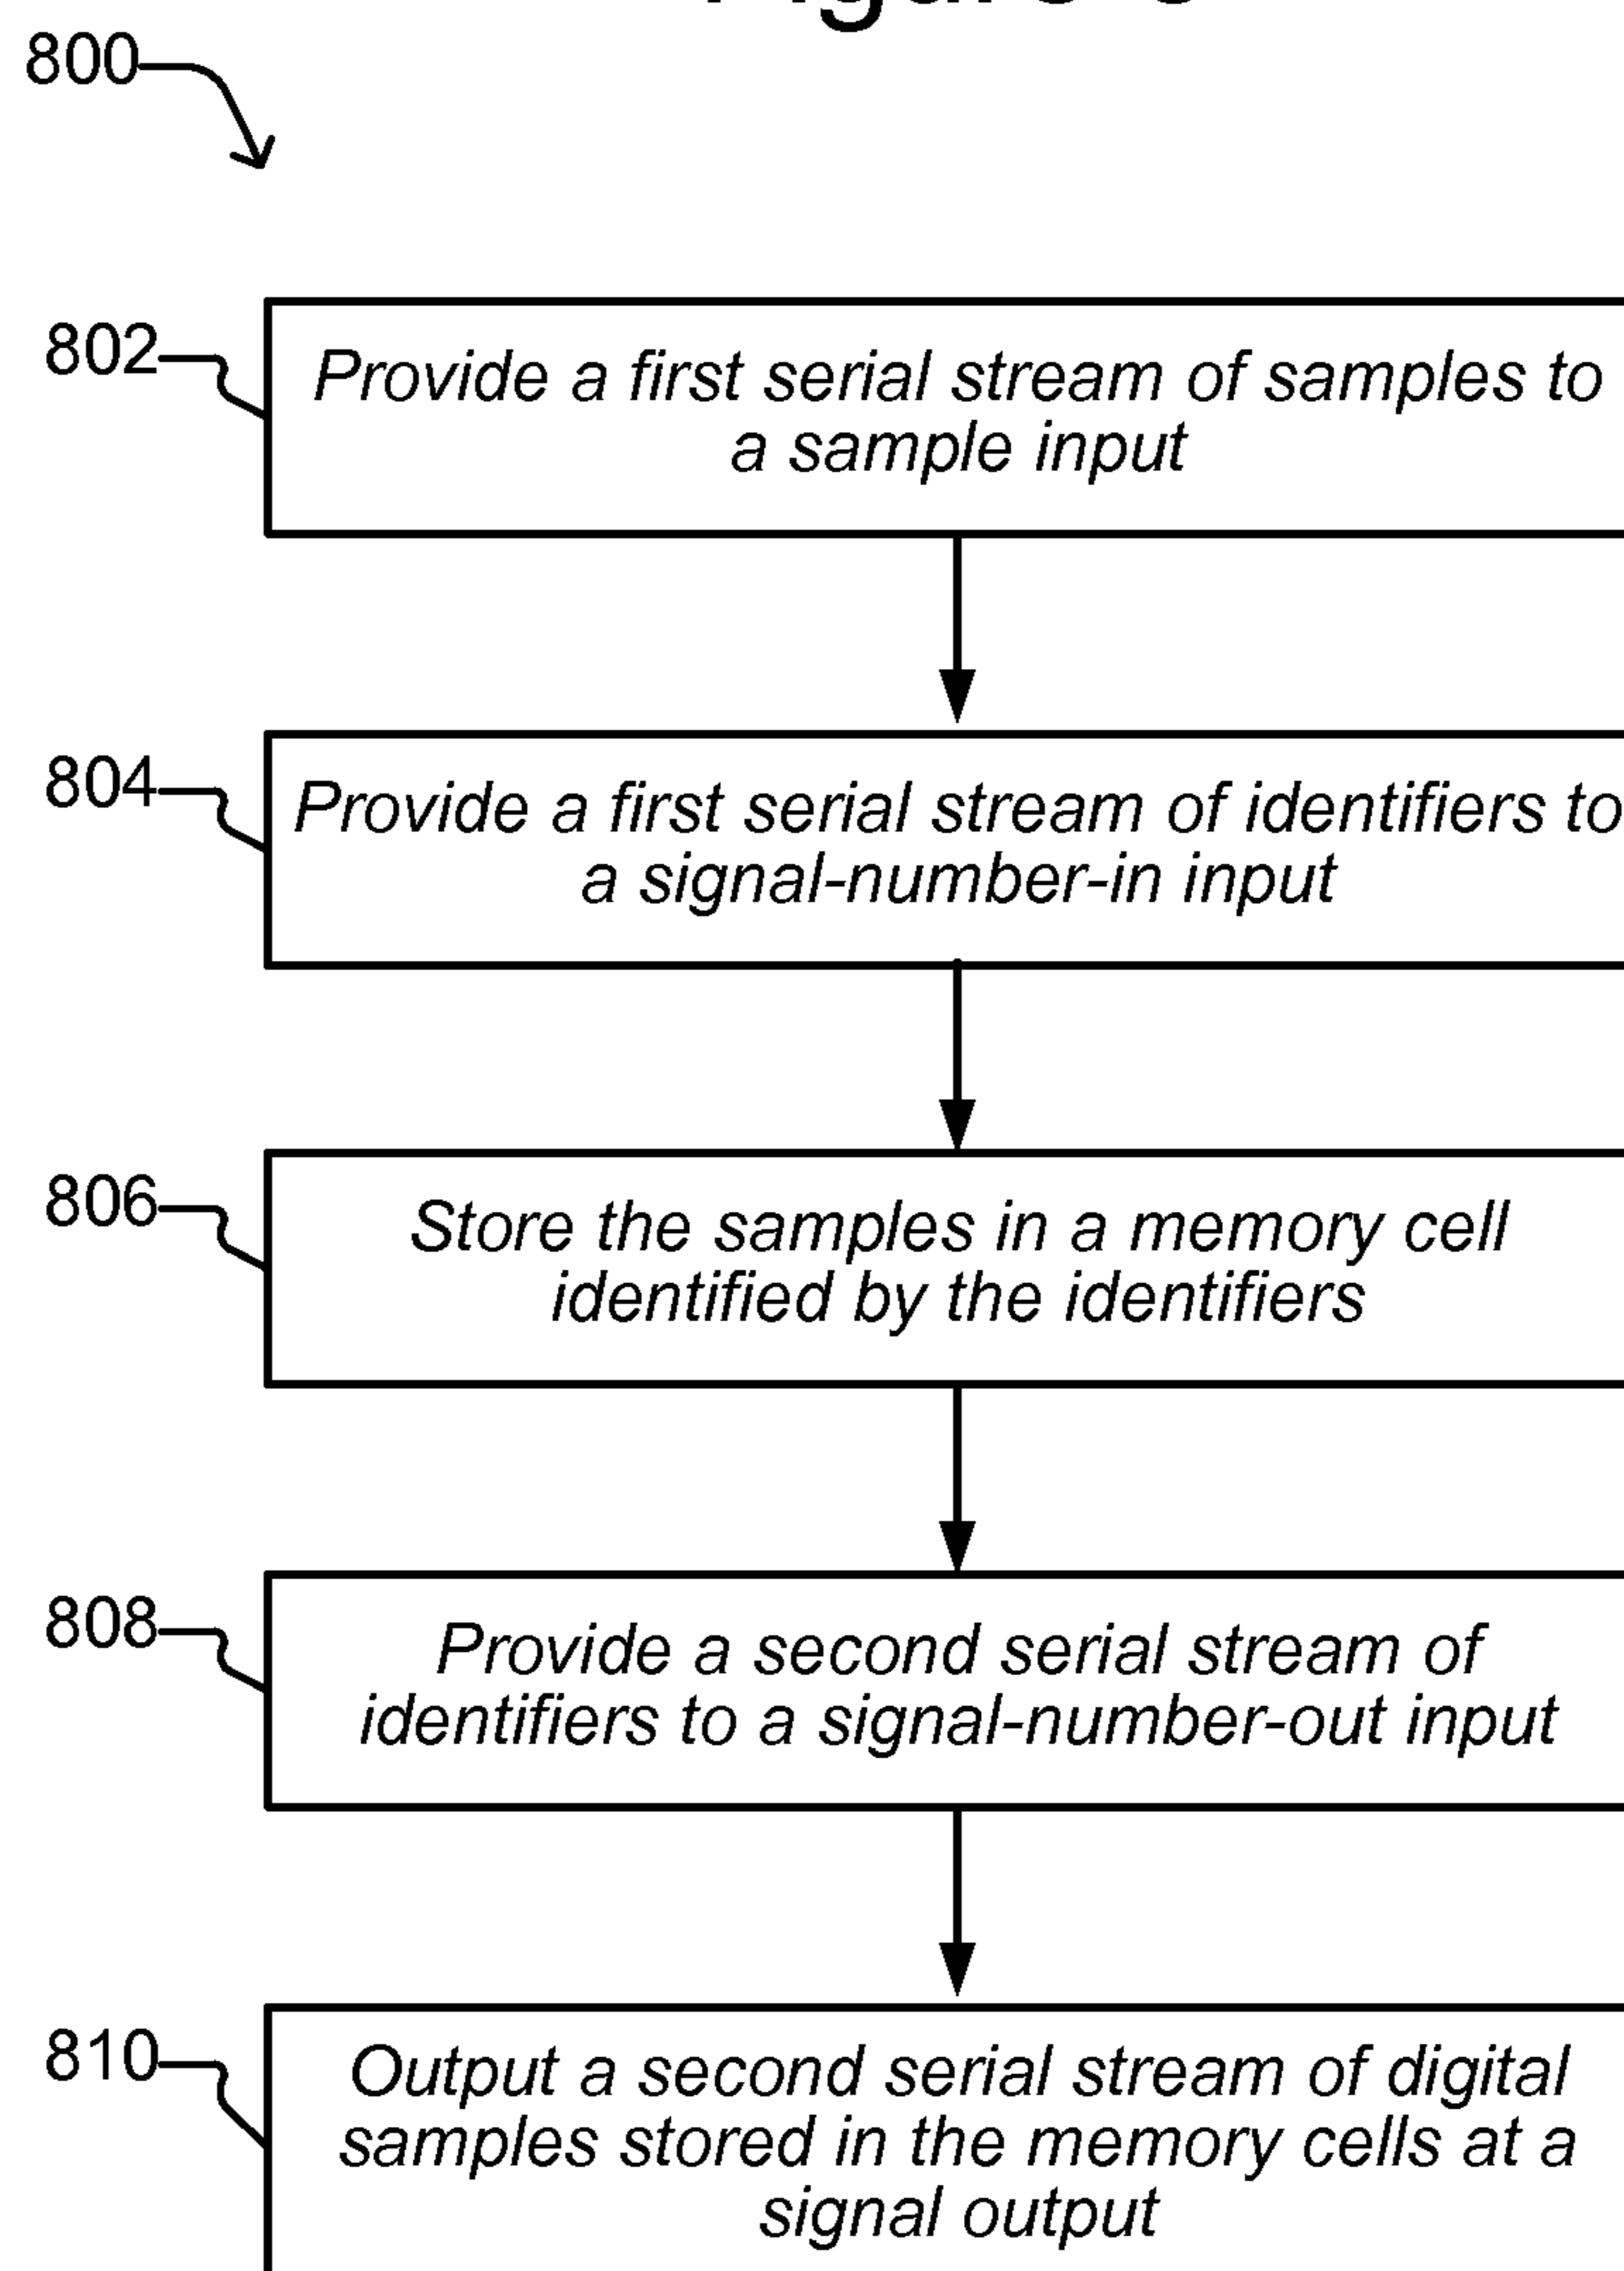 800
802
Provide a first serial stream of samples to
a sample input
804
Provide a first serial stream of identifiers to
a signal-number-in input
806
Store the samples in a memory cell
identified by the identifiers
808
Provide a second serial stream of
identifiers to a signal-number-out input
810
Output a second serial stream of digital
samples stored in the memory cells at a
signal output